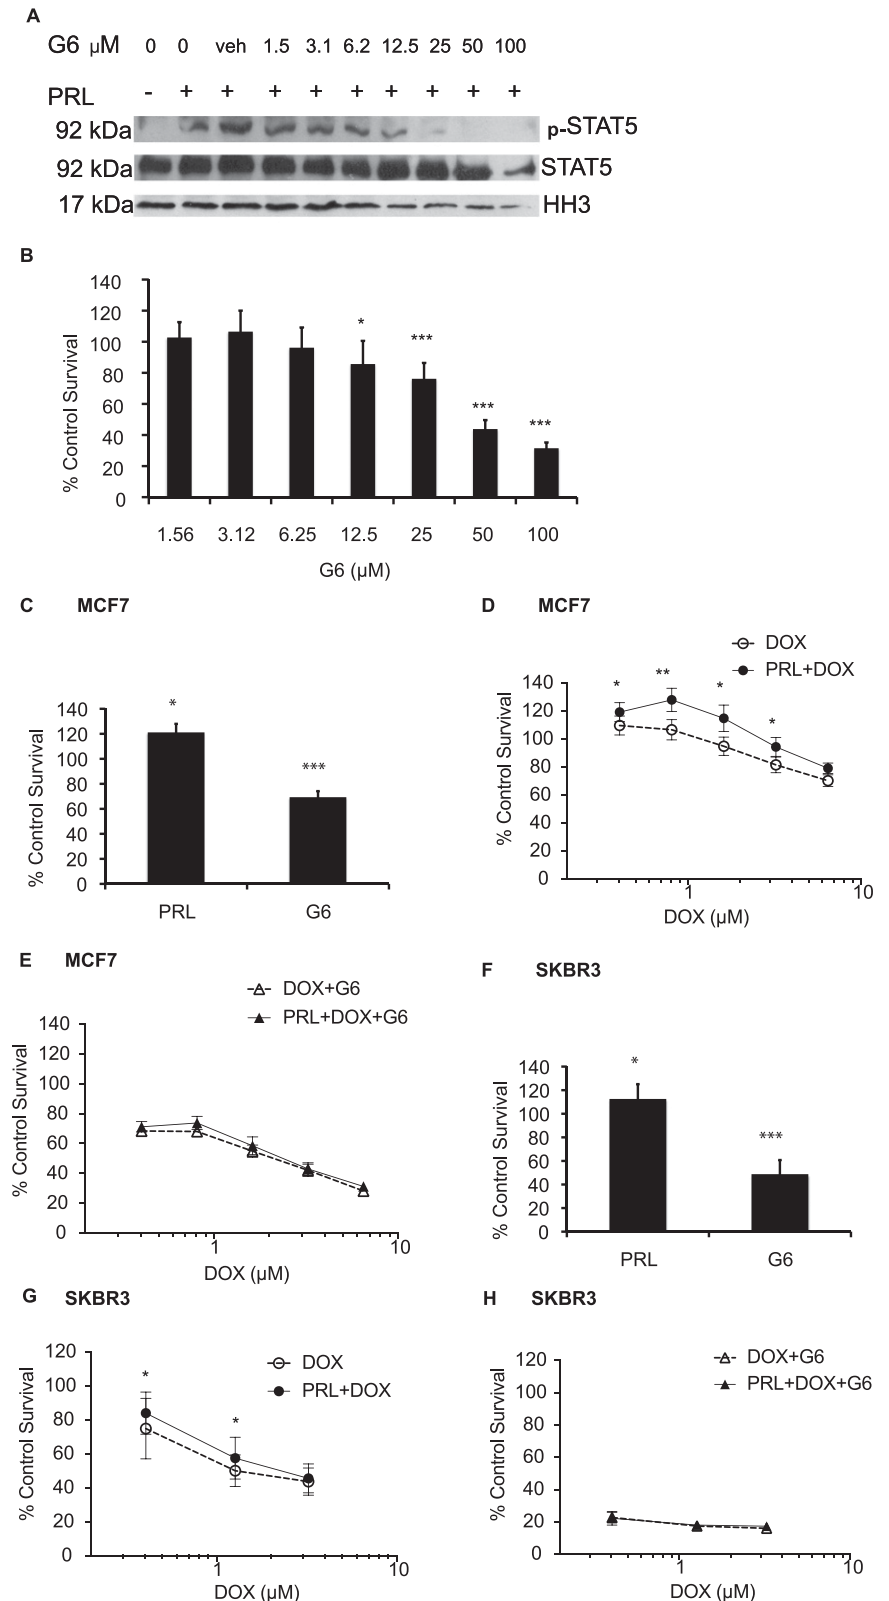 A
G6 µM 0 0 veh 1.5 3.1 6.2 12.5 25 50 100
PRL - + + + + + + + + +
92 kDa p-STAT5
92 kDa STAT5
17 kDa HH3
B
140
120
100
80
60
40
20
0
% Control Survival
* *** *** ***
1.56 3.12 6.25 12.5 25 50 100
G6 (µM)
C MCF7
140
120
100
80
60
40
20
0
% Control Survival
* ***
PRL G6
D MCF7
DOX
PRL+DOX
140
120
100
80
60
40
20
0
% Control Survival
* ** * *
1 10
DOX (µM)
E MCF7
DOX+G6
PRL+DOX+G6
140
120
100
80
60
40
20
0
% Control Survival
1 10
DOX (µM)
F SKBR3
140
120
100
80
60
40
20
0
% Control Survival
* ***
PRL G6
G SKBR3
DOX
PRL+DOX
120
100
80
60
40
20
0
% Control Survival
* *
1 10
DOX (µM)
H SKBR3
DOX+G6
PRL+DOX+G6
120
100
80
60
40
20
0
% Control Survival
1 10
DOX (µM)